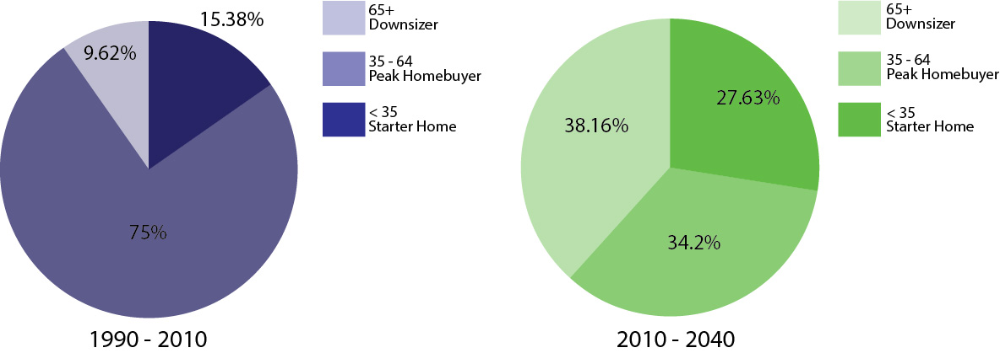 15.38%
9.62%
75%
65+
Downsizer
35 - 64
Peak Homebuyer
< 35
Starter Home
1990 - 2010
27.63%
38.16%
34.2%
65+
Downsizer
35 - 64
Peak Homebuyer
< 35
Starter Home
2010 - 2040